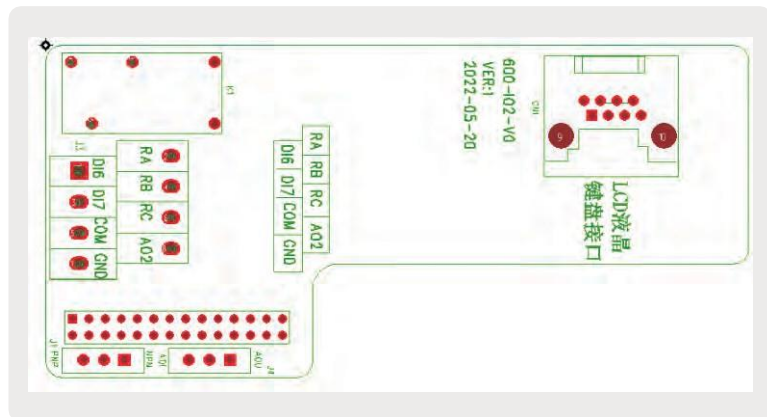 600-IO2-V0
VER:1
2022-05-20
CN1
LCD液晶
键盘接口
K1
J3
DI6
DI7
COM
GND
RA
RB
RC
AO2
RA
RB
RC
AO2
DI6
DI7
COM
GND
J1
PNP
NPN
AOI
AOU
J4